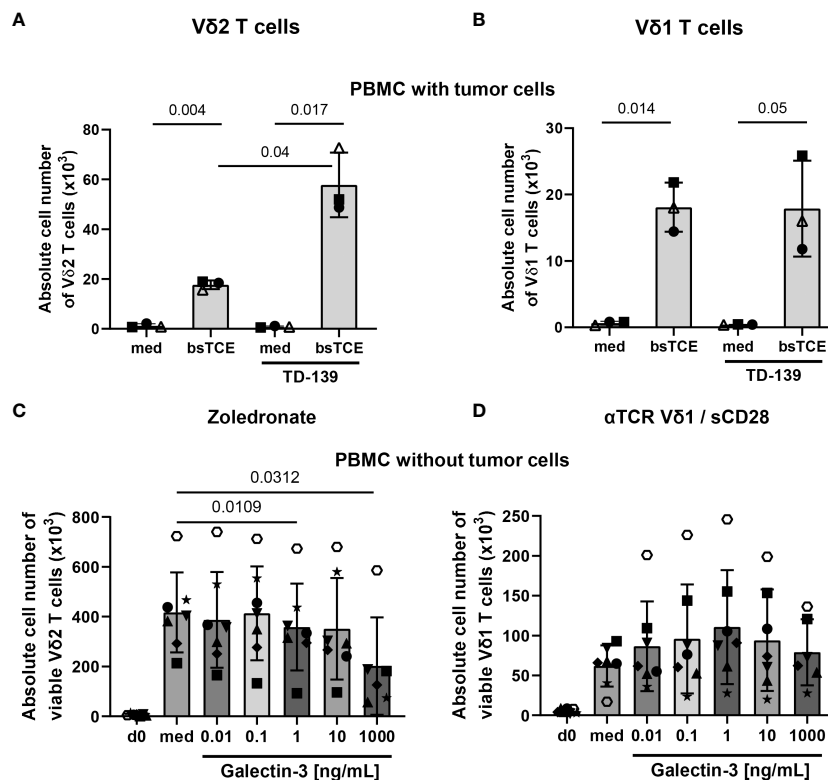 A
Vδ2 T cells
B
Vδ1 T cells
PBMC with tumor cells
0.004
0.017
0.04
Absolute cell number
of Vδ2 T cells (x10³)
80
60
40
20
0
med
bsTCE
med
bsTCE
TD-139
0.014
0.05
Absolute cell number
of Vδ1 T cells (x10³)
30
20
10
0
med
bsTCE
med
bsTCE
TD-139
C
Zoledronate
D
αTCR Vδ1 / sCD28
PBMC without tumor cells
0.0312
0.0109
Absolute cell number of
viable Vδ2 T cells (x10³)
800
600
400
200
0
d0
med
0.01
0.1
1
10
1000
Galectin-3 [ng/mL]
Absolute cell number of
viable Vδ1 T cells (x10³)
250
200
150
100
50
0
d0
med
0.01
0.1
1
10
1000
Galectin-3 [ng/mL]